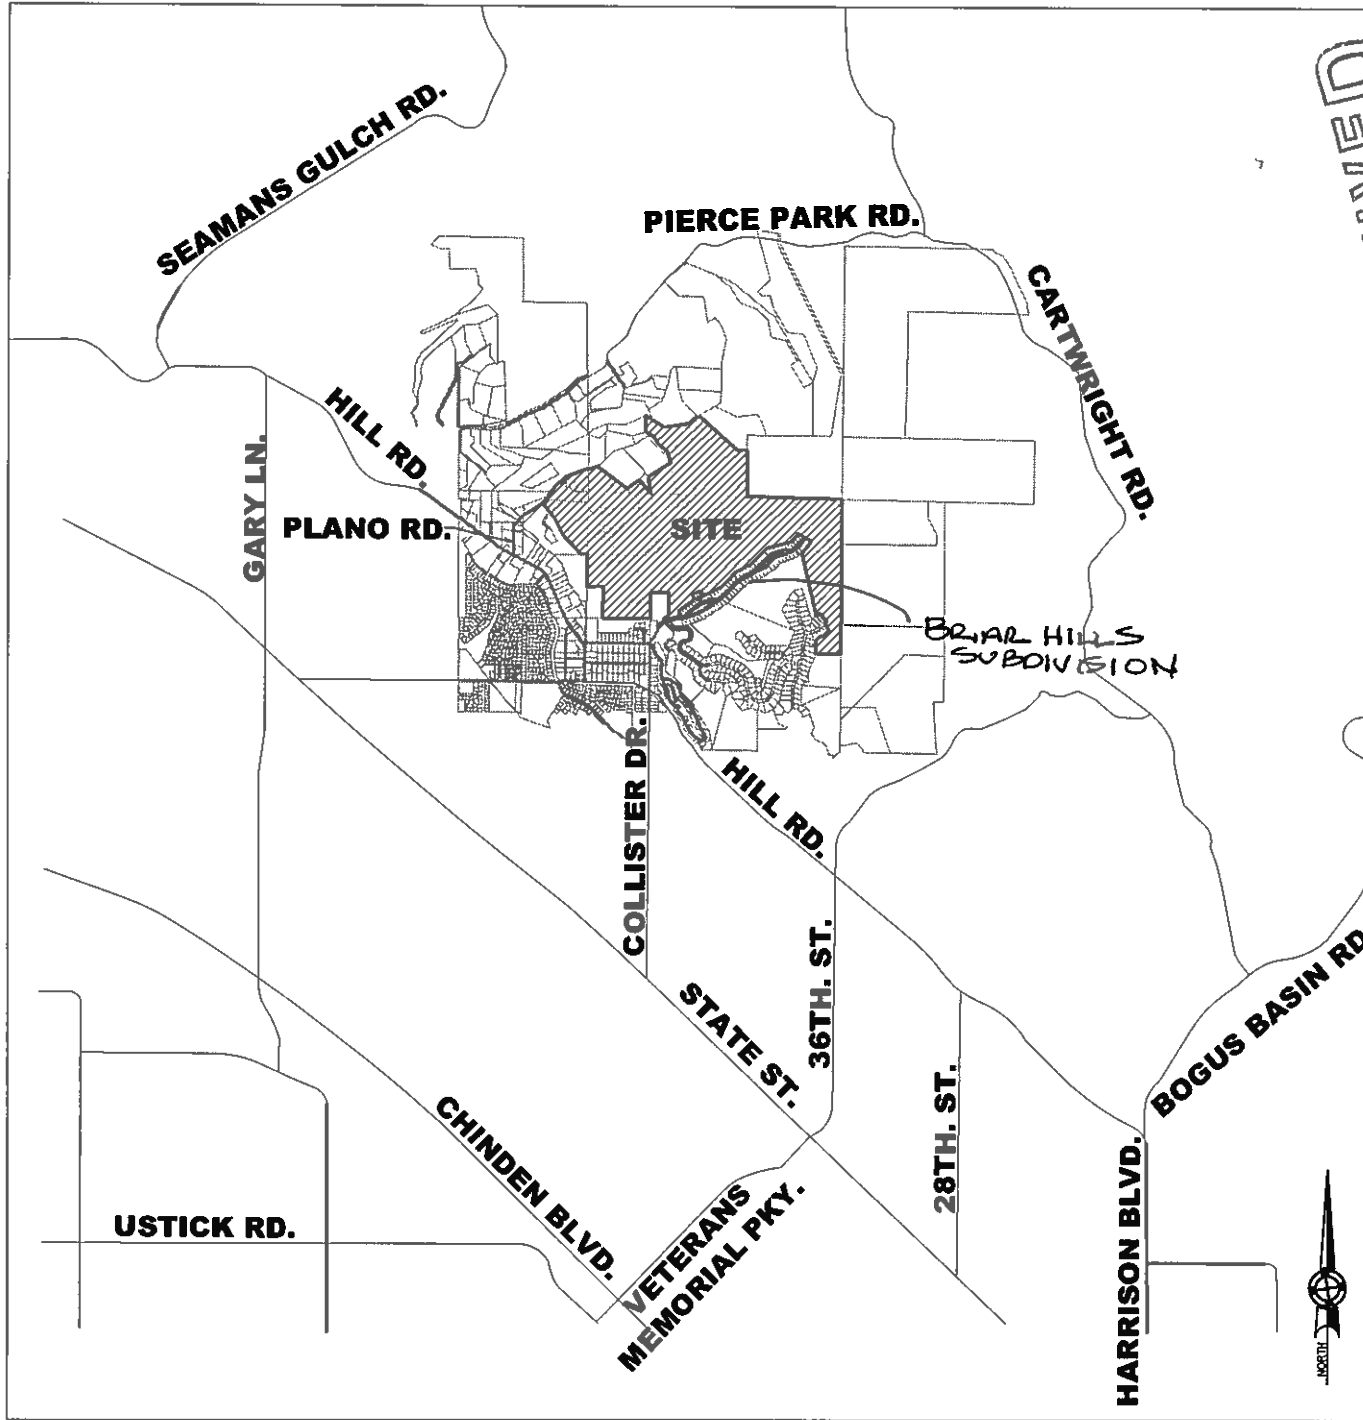 SEAMANS GULCH RD.
PIERCE PARK RD.
CARTWRIGHT RD.
HILL RD.
GARY LN.
PLANO RD.
SITE
BRIAR HILLS
SUBDIVISION
COLLISTER DR.
HILL RD.
36TH. ST.
STATE ST.
BOGUS BASIN RD
28TH. ST.
CHINDEN BLVD.
USTICK RD.
VETERANS
MEMORIAL PKY.
HARRISON BLVD.
NORTH